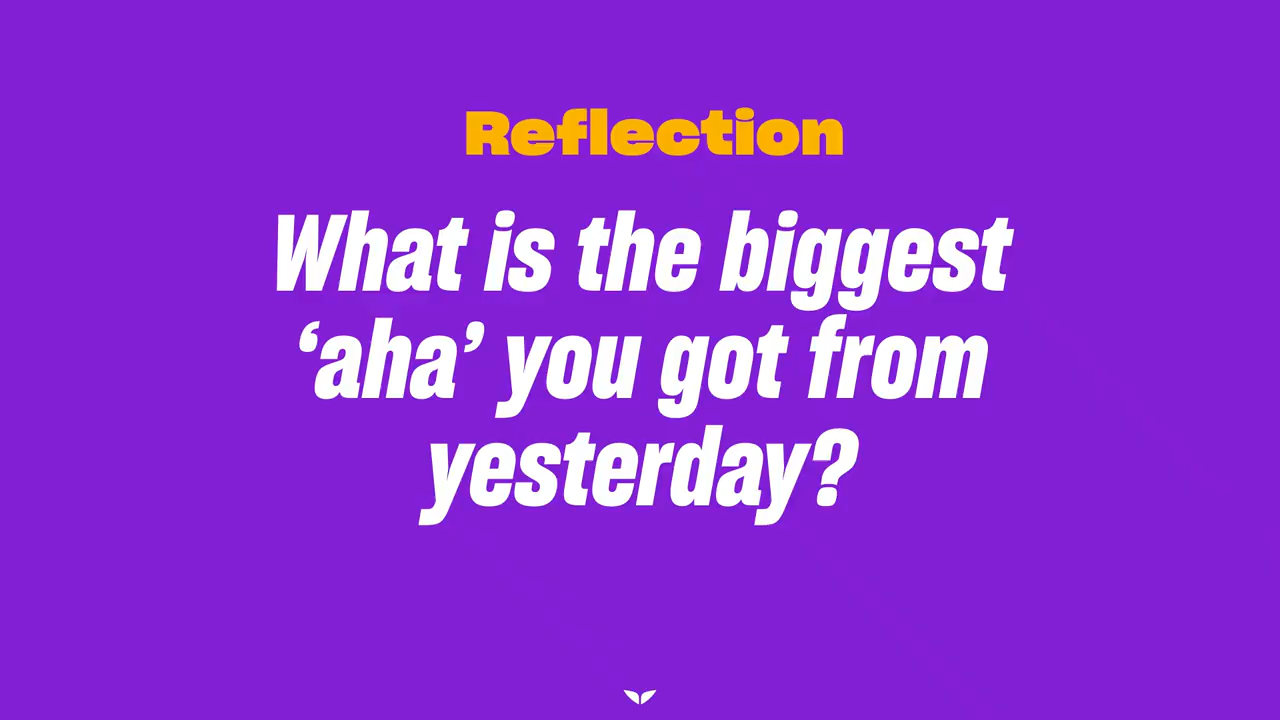 Reflection
What is the biggest
‘aha’ you got from
yesterday?